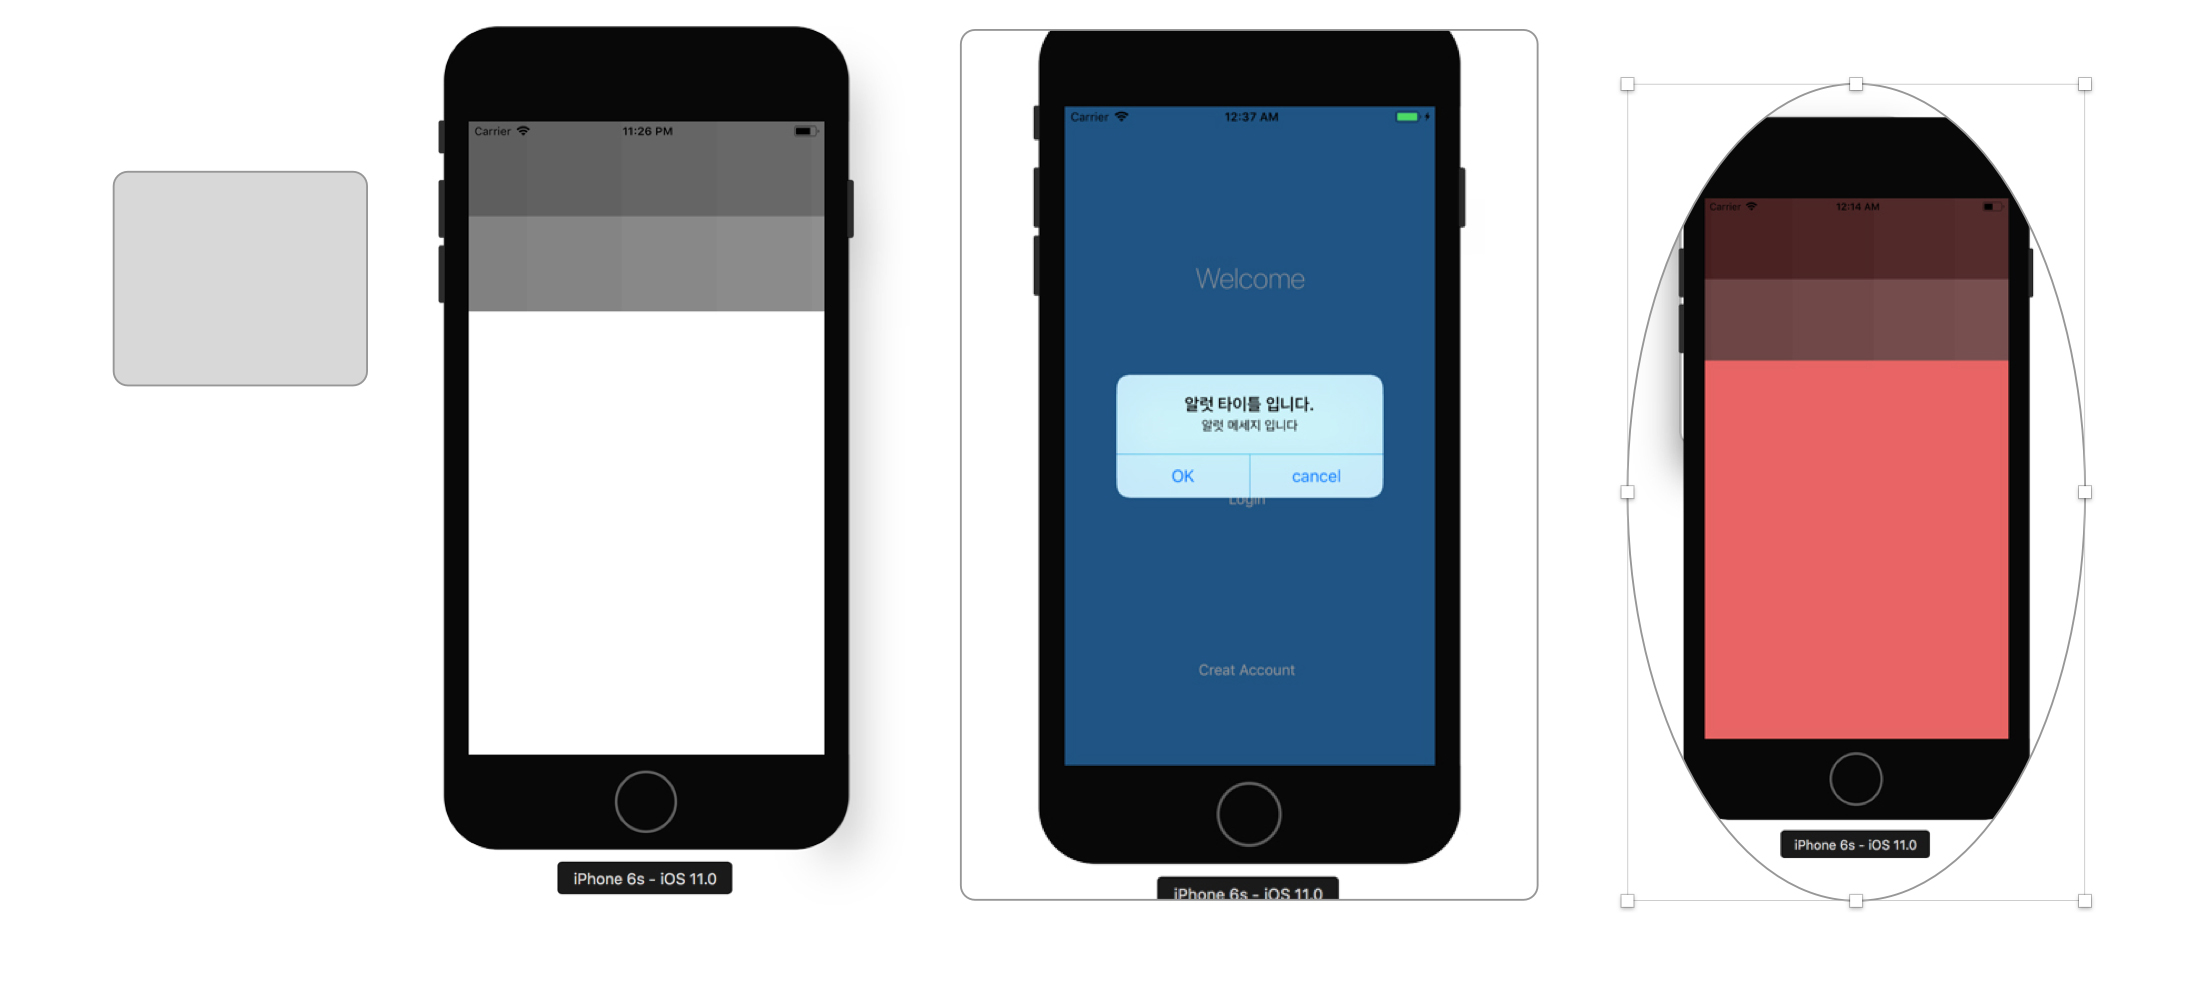 Carrier 11:26 PM
iPhone 6s - iOS 11.0
Carrier 12:37 AM
Welcome
알럿 타이틀 입니다.
알럿 메세지 입니다
OK cancel
Login
Creat Account
iPhone 6s - iOS 11.0
Carrier 12:14 AM
iPhone 6s - iOS 11.0